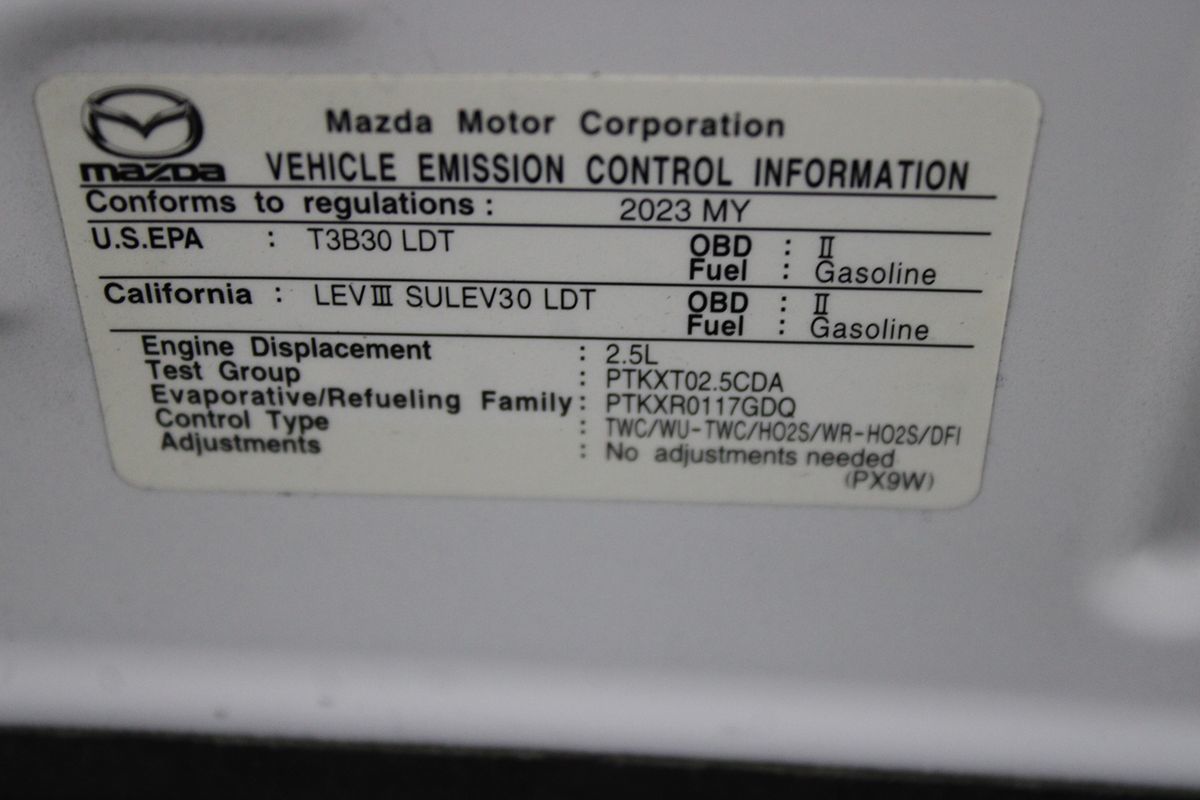 mazda
Mazda Motor Corporation
VEHICLE EMISSION CONTROL INFORMATION
Conforms to regulations : 2023 MY
U.S.EPA : T3B30 LDT OBD : Ⅱ
Fuel : Gasoline
California : LEVⅢ SULEV30 LDT OBD : Ⅱ
Fuel : Gasoline
Engine Displacement : 2.5L
Test Group : PTKXT02.5CDA
Evaporative/Refueling Family : PTKXR0117GDQ
Control Type : TWC/WU-TWC/HO2S/WR-HO2S/DFI
Adjustments : No adjustments needed
(PX9W)